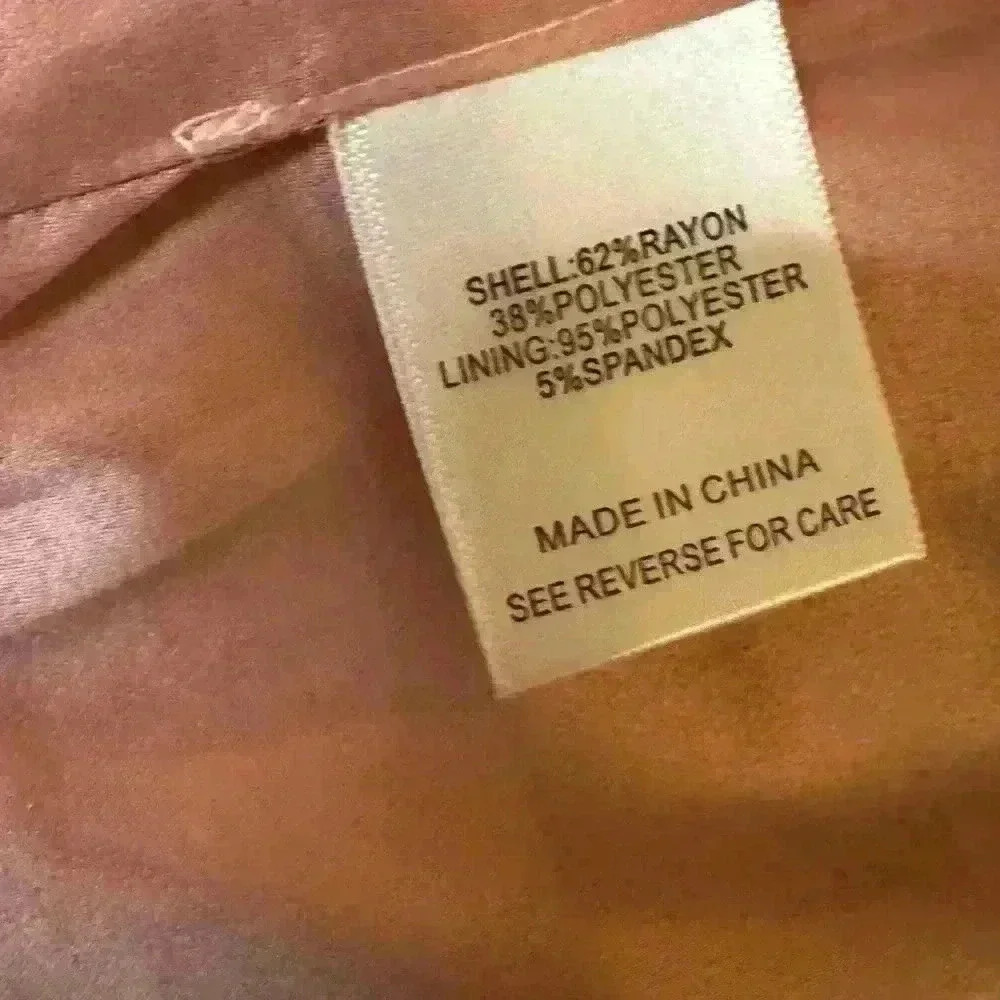 SHELL:62%RAYON
38%POLYESTER
LINING:95%POLYESTER
5%SPANDEX
MADE IN CHINA
SEE REVERSE FOR CARE